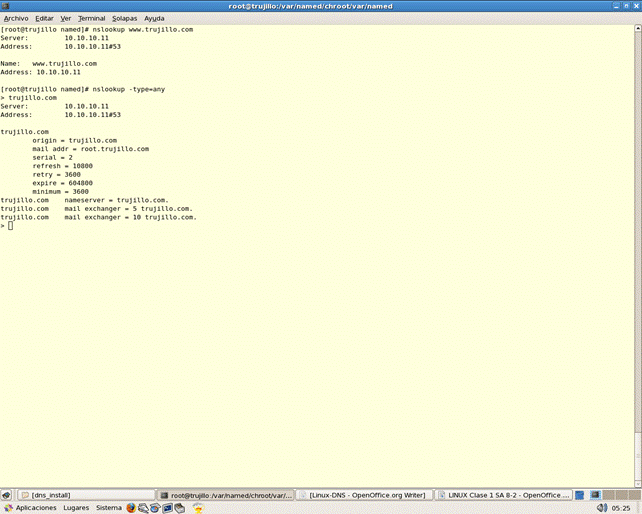 root@trujillo:/var/named/chroot/var/named
Archivo Editar Ver Terminal Solapas Ayuda
[root@trujillo named]# nslookup www.trujillo.com
Server: 10.10.10.11
Address: 10.10.10.11#53
Name: www.trujillo.com
Address: 10.10.10.11
[root@trujillo named]# nslookup -type=any
> trujillo.com
Server: 10.10.10.11
Address: 10.10.10.11#53
trujillo.com
origin = trujillo.com
mail addr = root.trujillo.com
serial = 2
refresh = 10800
retry = 3600
expire = 604800
minimum = 3600
trujillo.com nameserver = trujillo.com.
trujillo.com mail exchanger = 5 trujillo.com.
trujillo.com mail exchanger = 10 trujillo.com.
>
[dns_install]
root@trujillo:/var/named/chroot/var/...
[Linux-DNS - OpenOffice.org Writer]
LINUX Clase 1 SA 8-2 - OpenOffice....
Aplicaciones Lugares Sistema
05:25